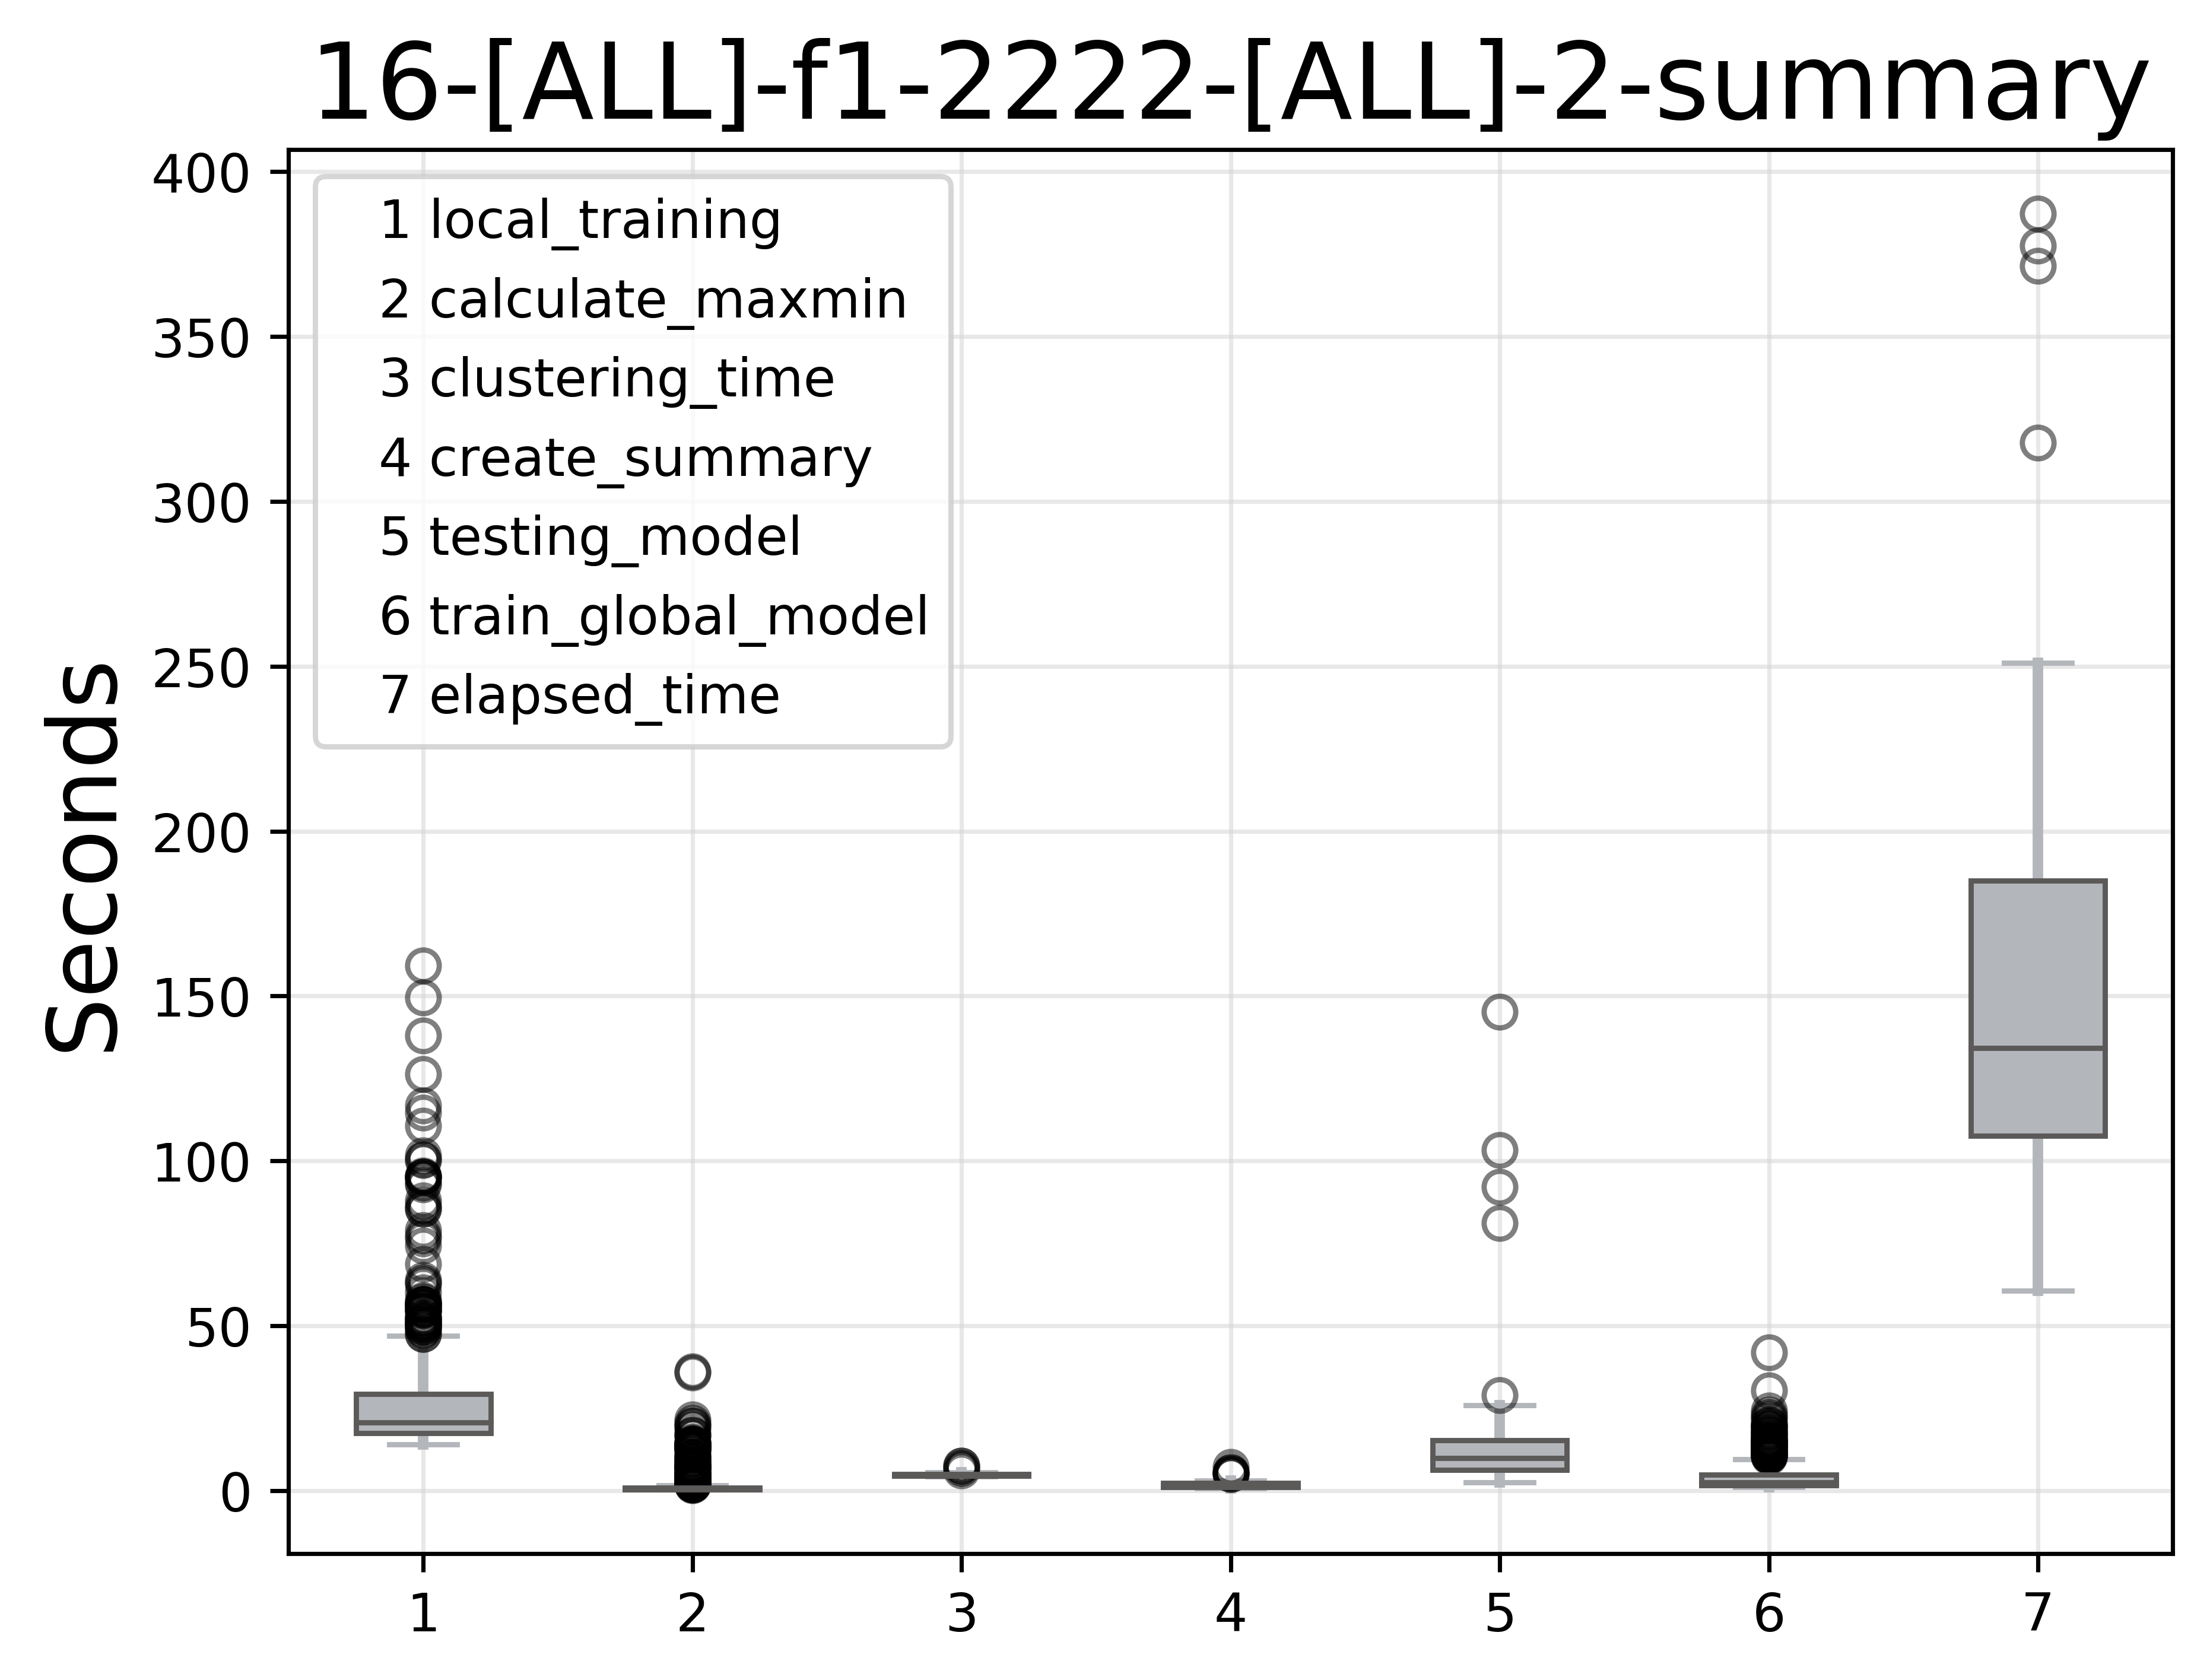 16-[ALL]-f1-2222-[ALL]-2-summary
Seconds
400
350
300
250
200
150
100
50
0
1 local_training
2 calculate_maxmin
3 clustering_time
4 create_summary
5 testing_model
6 train_global_model
7 elapsed_time
1 2 3 4 5 6 7